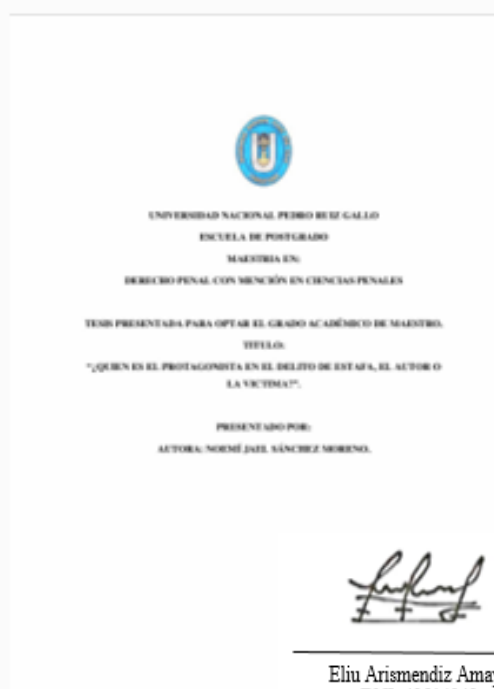 UNIVERSIDAD NACIONAL PEDRO RUIZ GALLO
ESCUELA DE POSTGRADO
MAESTRIA EN:
DERECHO PENAL CON MENCIÓN EN CIENCIAS PENALES
TESIS PRESENTADA PARA OPTAR EL GRADO ACADÉMICO DE MAESTRO.
TITULO:
"¿QUIEN ES EL PROTAGONISTA EN EL DELITO DE ESTAFA, EL AUTOR O
LA VICTIMA?".
PRESENTADO POR:
AUTORA: NOEMÍ JAEL SÁNCHEZ MORENO.
Eliu Arismendiz Amay